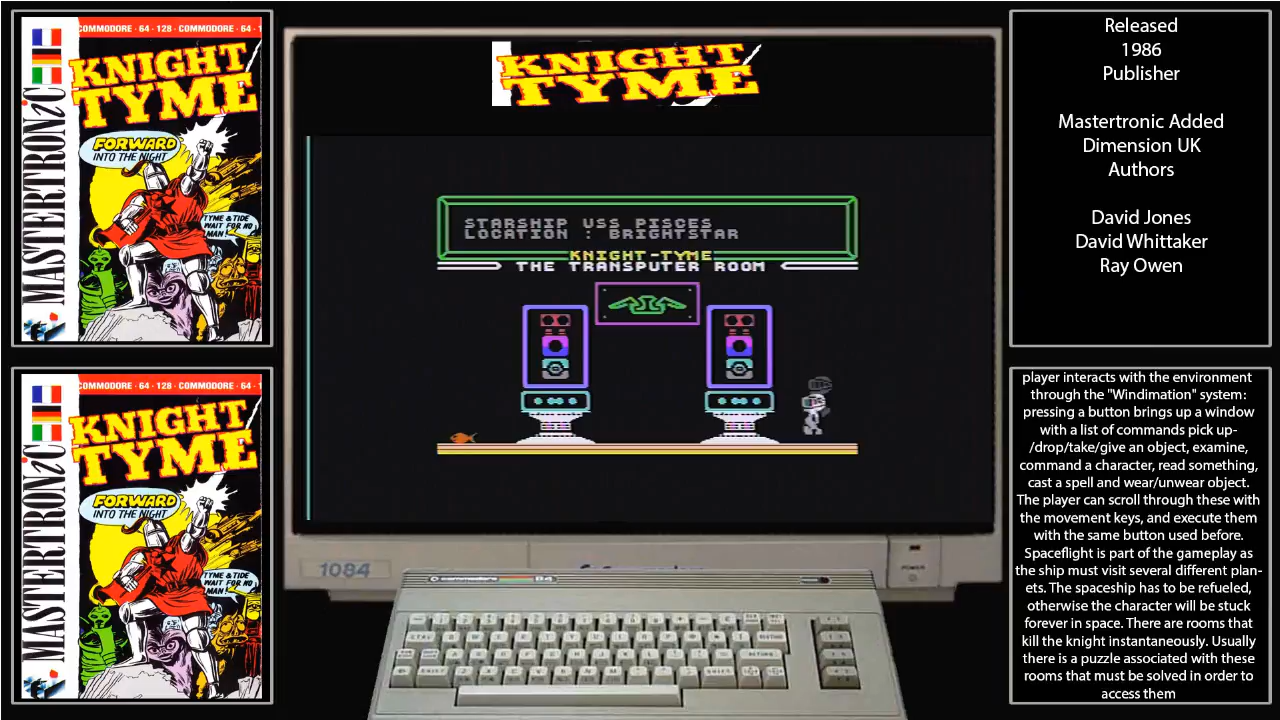 COMMODORE · 64 · 128 · COMMODORE · 64 · 1
KNIGHT
TYME
MASTERTRONiC
FORWARD
INTO THE NIGHT
TYME & TIDE
WAIT FOR NO
MAN!
COMMODORE · 64 · 128 · COMMODORE · 64 · 1
KNIGHT
TYME
MASTERTRONiC
FORWARD
INTO THE NIGHT
TYME & TIDE
WAIT FOR NO
MAN!
KNIGHT
TYME
STARSHIP USS PISCES
LOCATION : BRIGHTSTAR
KNIGHT-TYME
THE TRANSPUTER ROOM
1084
POWER
commodore 64
Released
1986
Publisher
Mastertronic Added
Dimension UK
Authors
David Jones
David Whittaker
Ray Owen
player interacts with the environment
through the "Windimation" system:
pressing a button brings up a window
with a list of commands pick up-
/drop/take/give an object, examine,
command a character, read something,
cast a spell and wear/unwear object.
The player can scroll through these with
the movement keys, and execute them
with the same button used before.
Spaceflight is part of the gameplay as
the ship must visit several different plan-
ets. The spaceship has to be refueled,
otherwise the character will be stuck
forever in space. There are rooms that
kill the knight instantaneously. Usually
there is a puzzle associated with these
rooms that must be solved in order to
access them